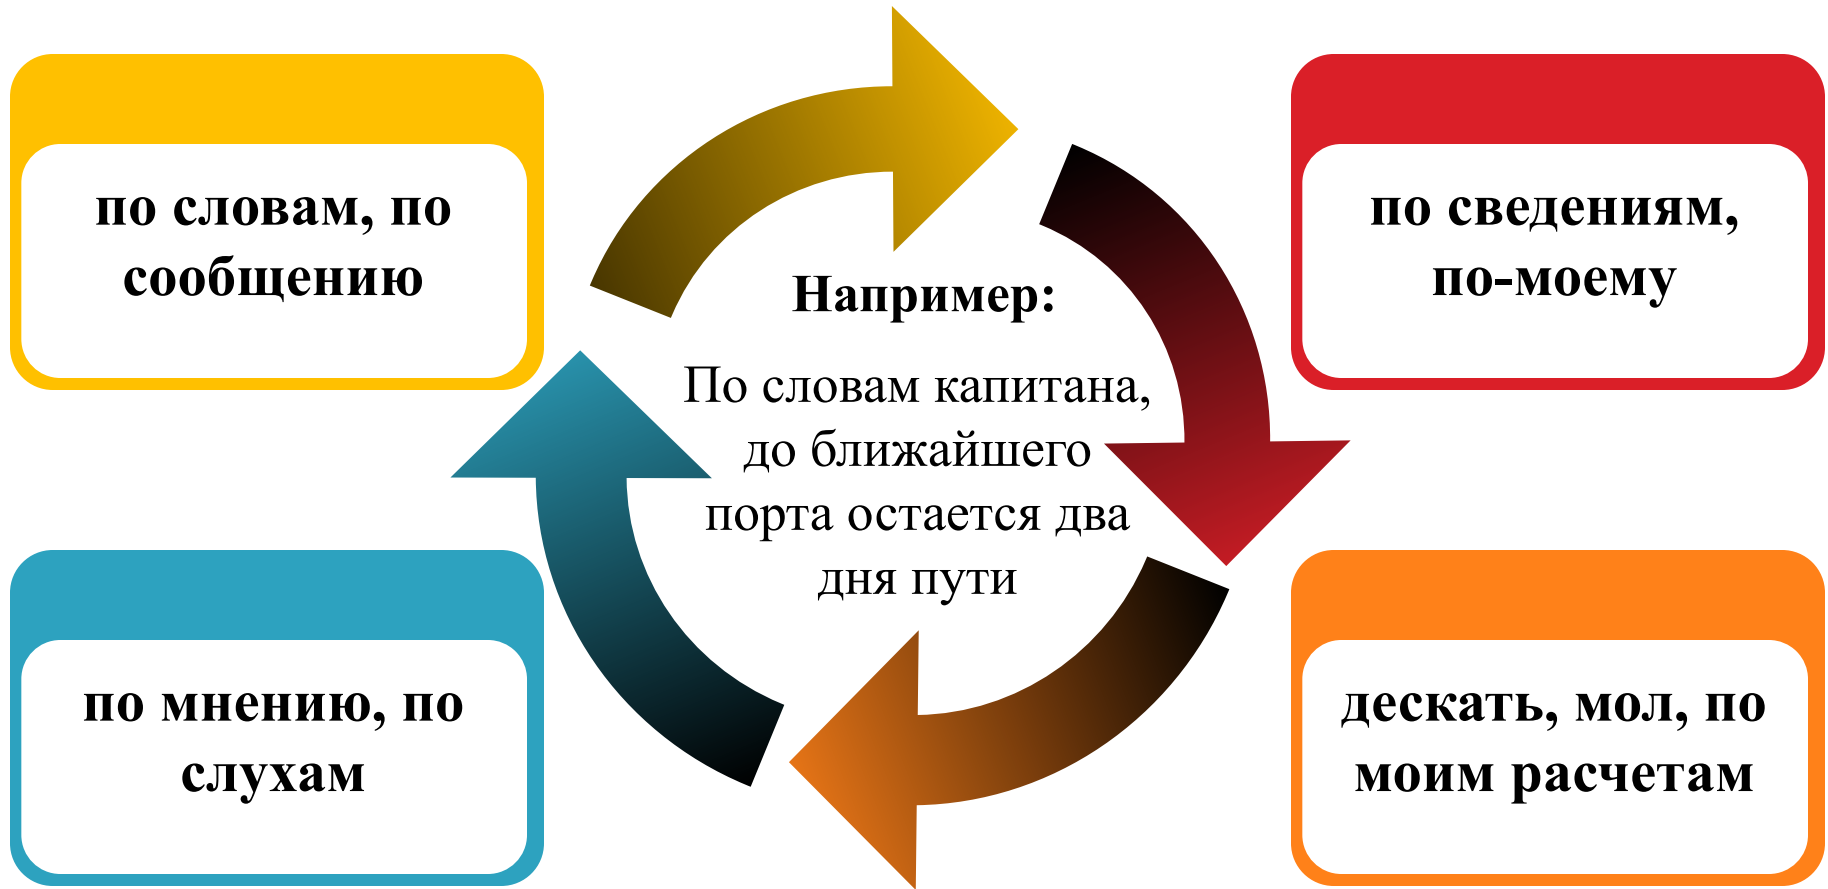 по словам, по
сообщению
по сведениям,
по-моему
Например:
По словам капитана,
до ближайшего
порта остается два
дня пути
по мнению, по
слухам
дескать, мол, по
моим расчетам